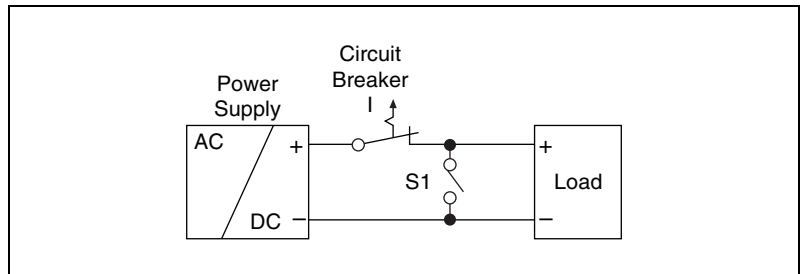 Circuit
Breaker
I
Power
Supply
AC
+
+
S1
Load
DC −
−